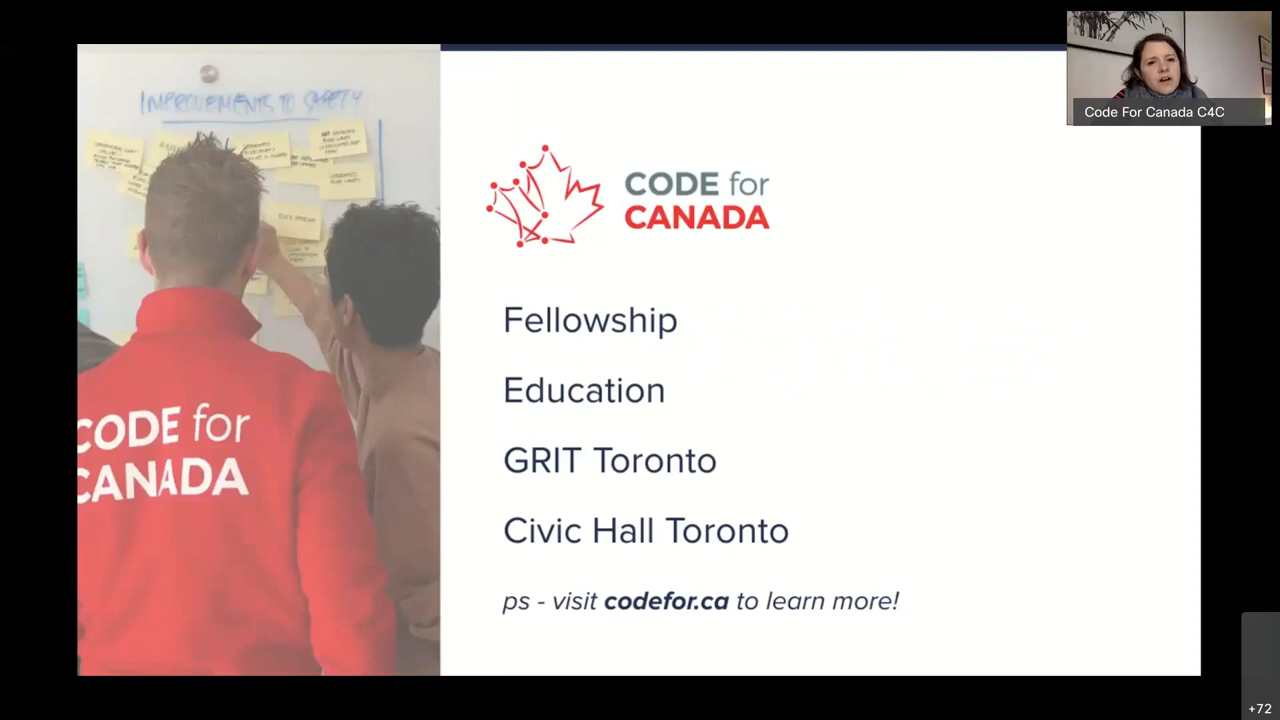 IMPROVEMENTS TO SAFETY
CODE for
CANADA
CODE for
CANADA
Fellowship
Education
GRIT Toronto
Civic Hall Toronto
ps - visit codefor.ca to learn more!
Code For Canada C4C
+72